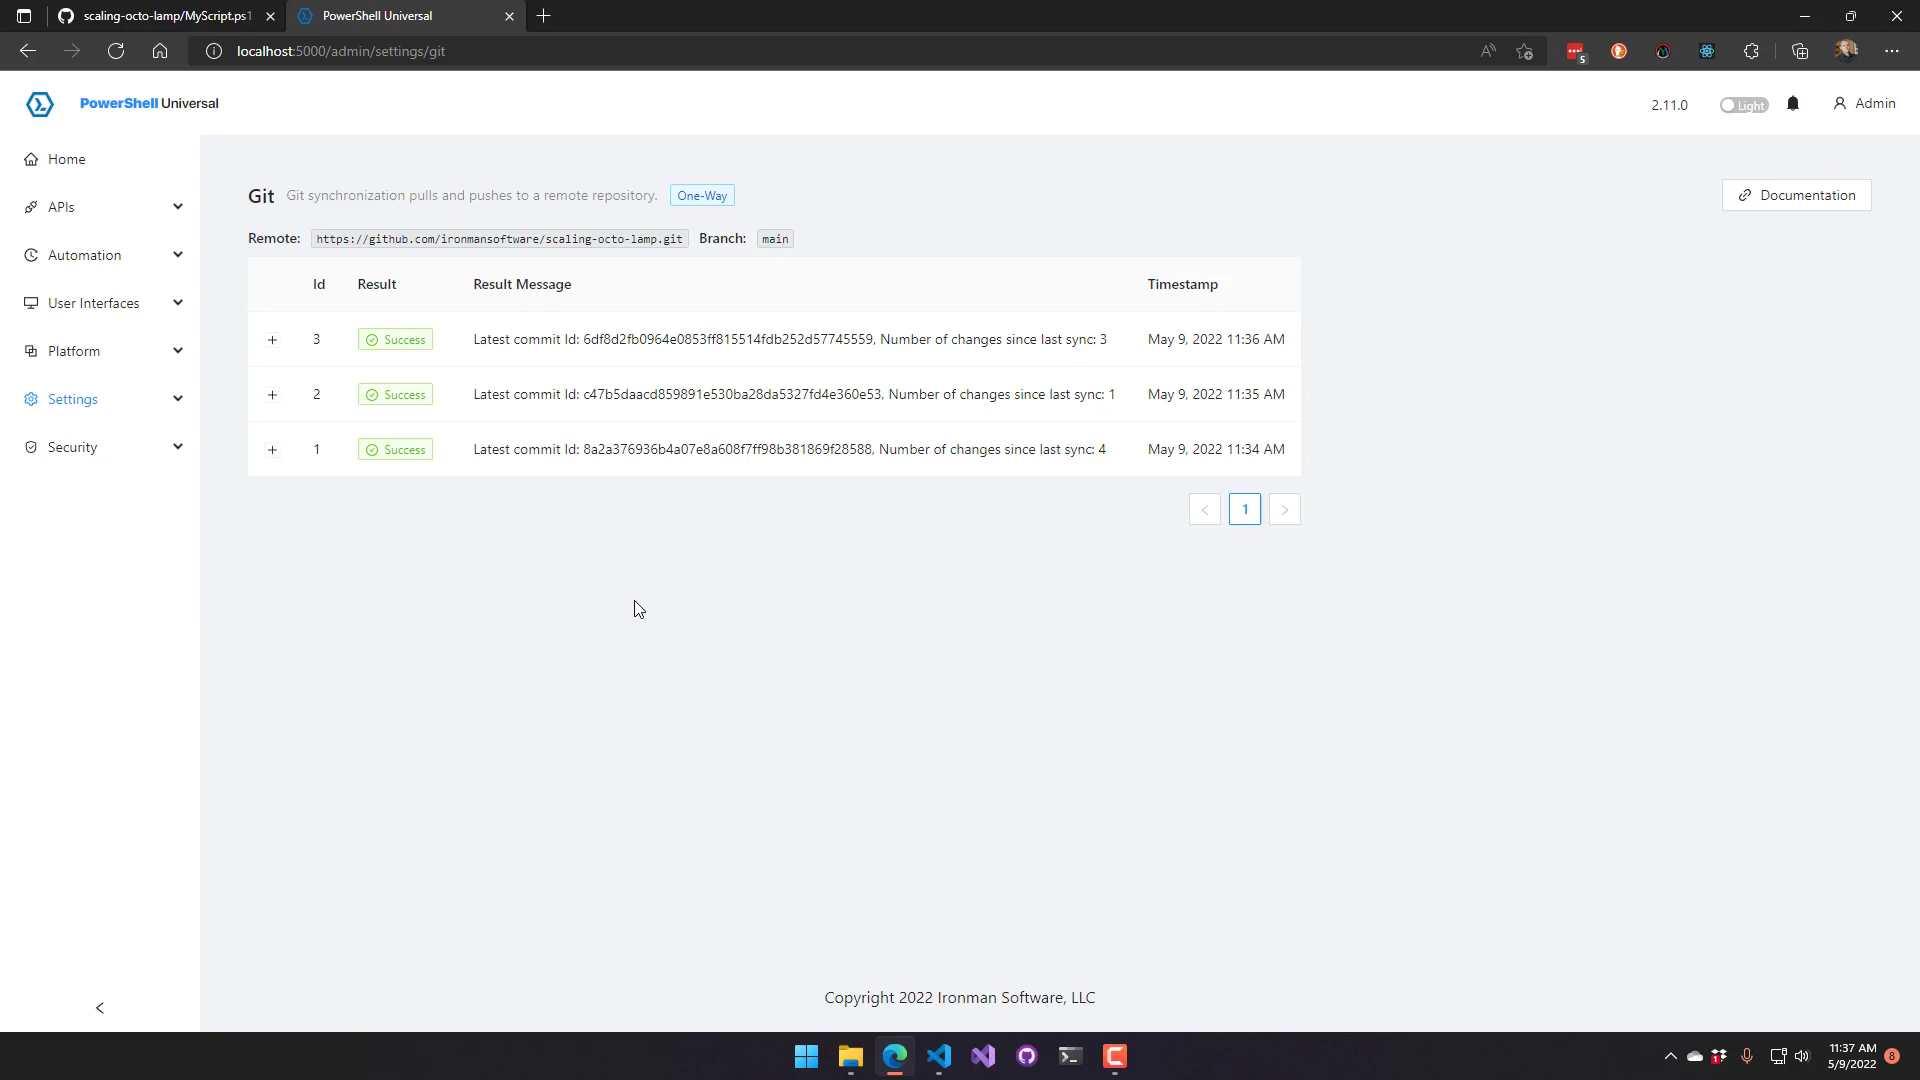 scaling-octo-lamp/MyScript.ps1
PowerShell Universal
localhost:5000/admin/settings/git
5
PowerShell Universal
2.11.0
Light
Admin
Home
APIs
Automation
User Interfaces
Platform
Settings
Security
Git Git synchronization pulls and pushes to a remote repository. One-Way
Documentation
Remote: https://github.com/ironmansoftware/scaling-octo-lamp.git Branch: main
Id Result Result Message Timestamp
3 Success Latest commit Id: 6df8d2fb0964e0853ff815514fdb252d57745559, Number of changes since last sync: 3 May 9, 2022 11:36 AM
2 Success Latest commit Id: c47b5daacd859891e530ba28da5327fd4e360e53, Number of changes since last sync: 1 May 9, 2022 11:35 AM
1 Success Latest commit Id: 8a2a376936b4a07e8a608f7ff98b381869f28588, Number of changes since last sync: 4 May 9, 2022 11:34 AM
1
Copyright 2022 Ironman Software, LLC
1
11:37 AM
5/9/2022
8